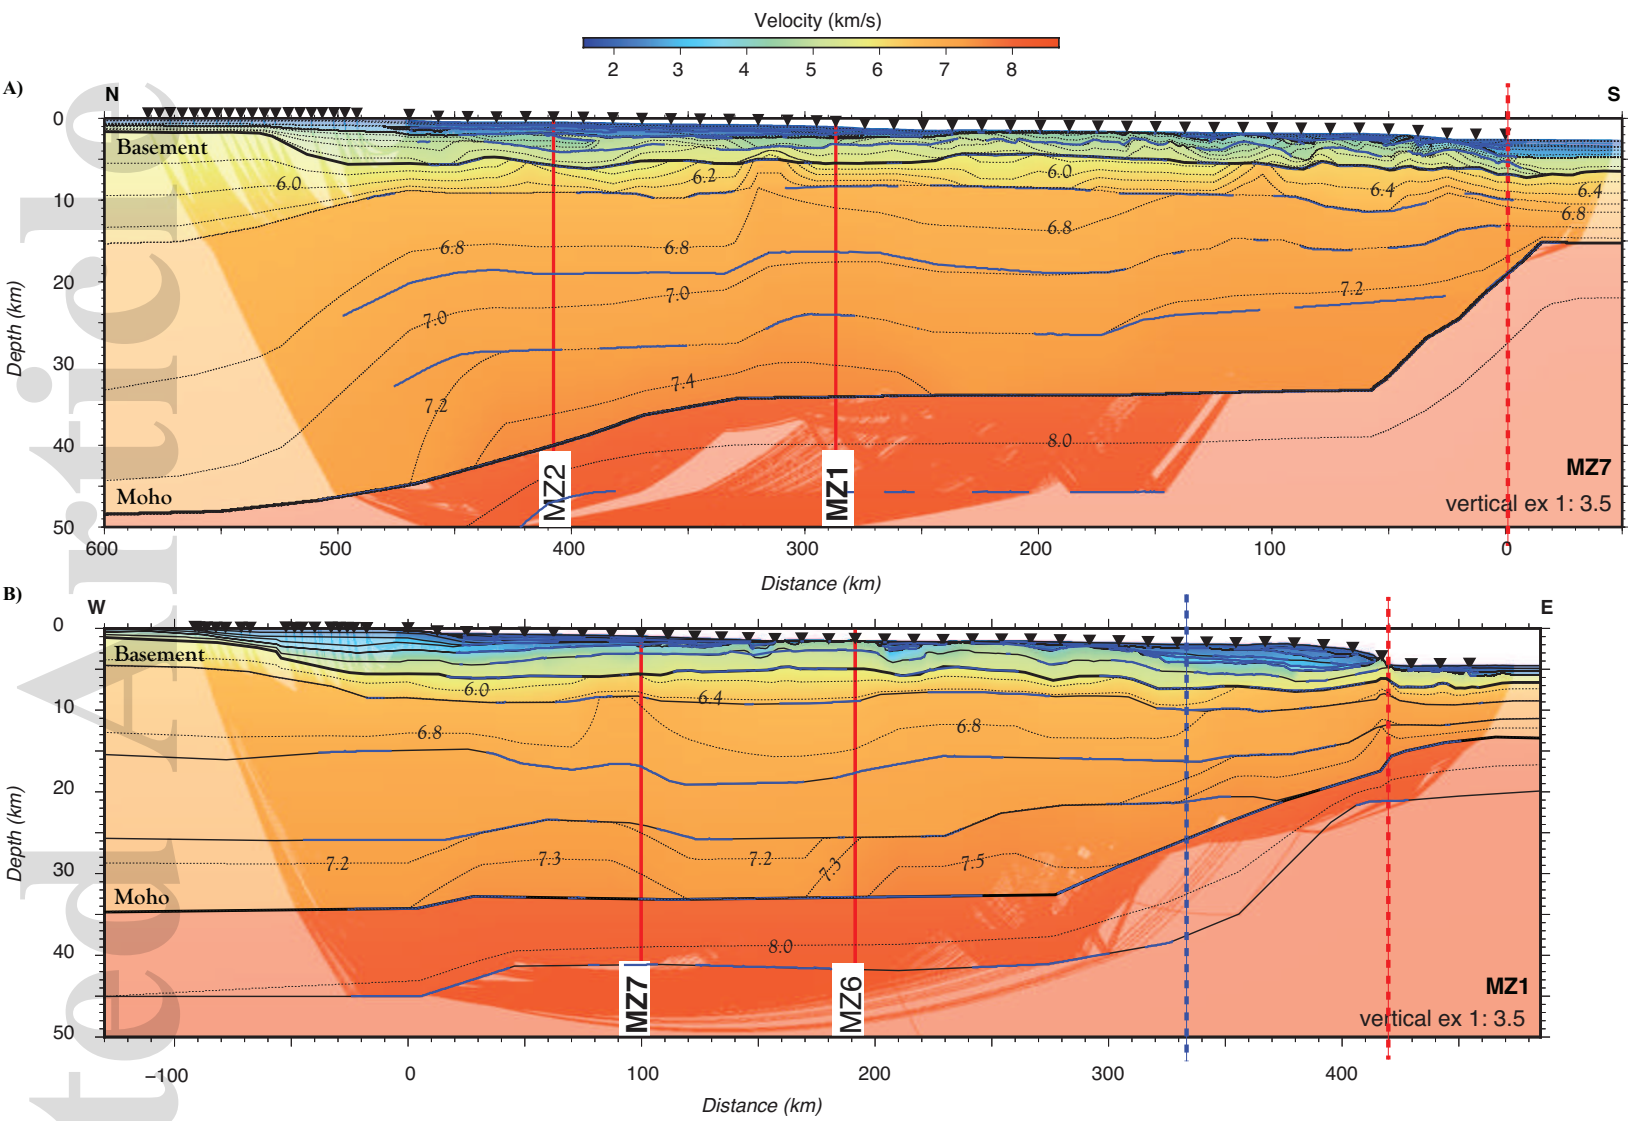 Velocity (km/s)
2 3 4 5 6 7 8
A)
N
S
0
10
20
30
40
50
Depth (km)
Basement
6.0
6.2
6.0
6.4
6.4
6.8
6.8
6.8
6.8
7.0
7.0
7.2
7.2
7.4
8.0
Moho
MZ2
MZ1
MZ7
vertical ex 1: 3.5
600 500 400 300 200 100 0
Distance (km)
B)
W
E
0
10
20
30
40
50
Depth (km)
Basement
6.0
6.4
6.8
6.8
7.2
7.3
7.2
7.3
7.5
Moho
8.0
MZ7
MZ6
MZ1
vertical ex 1: 3.5
−100 0 100 200 300 400
Distance (km)
ted Article